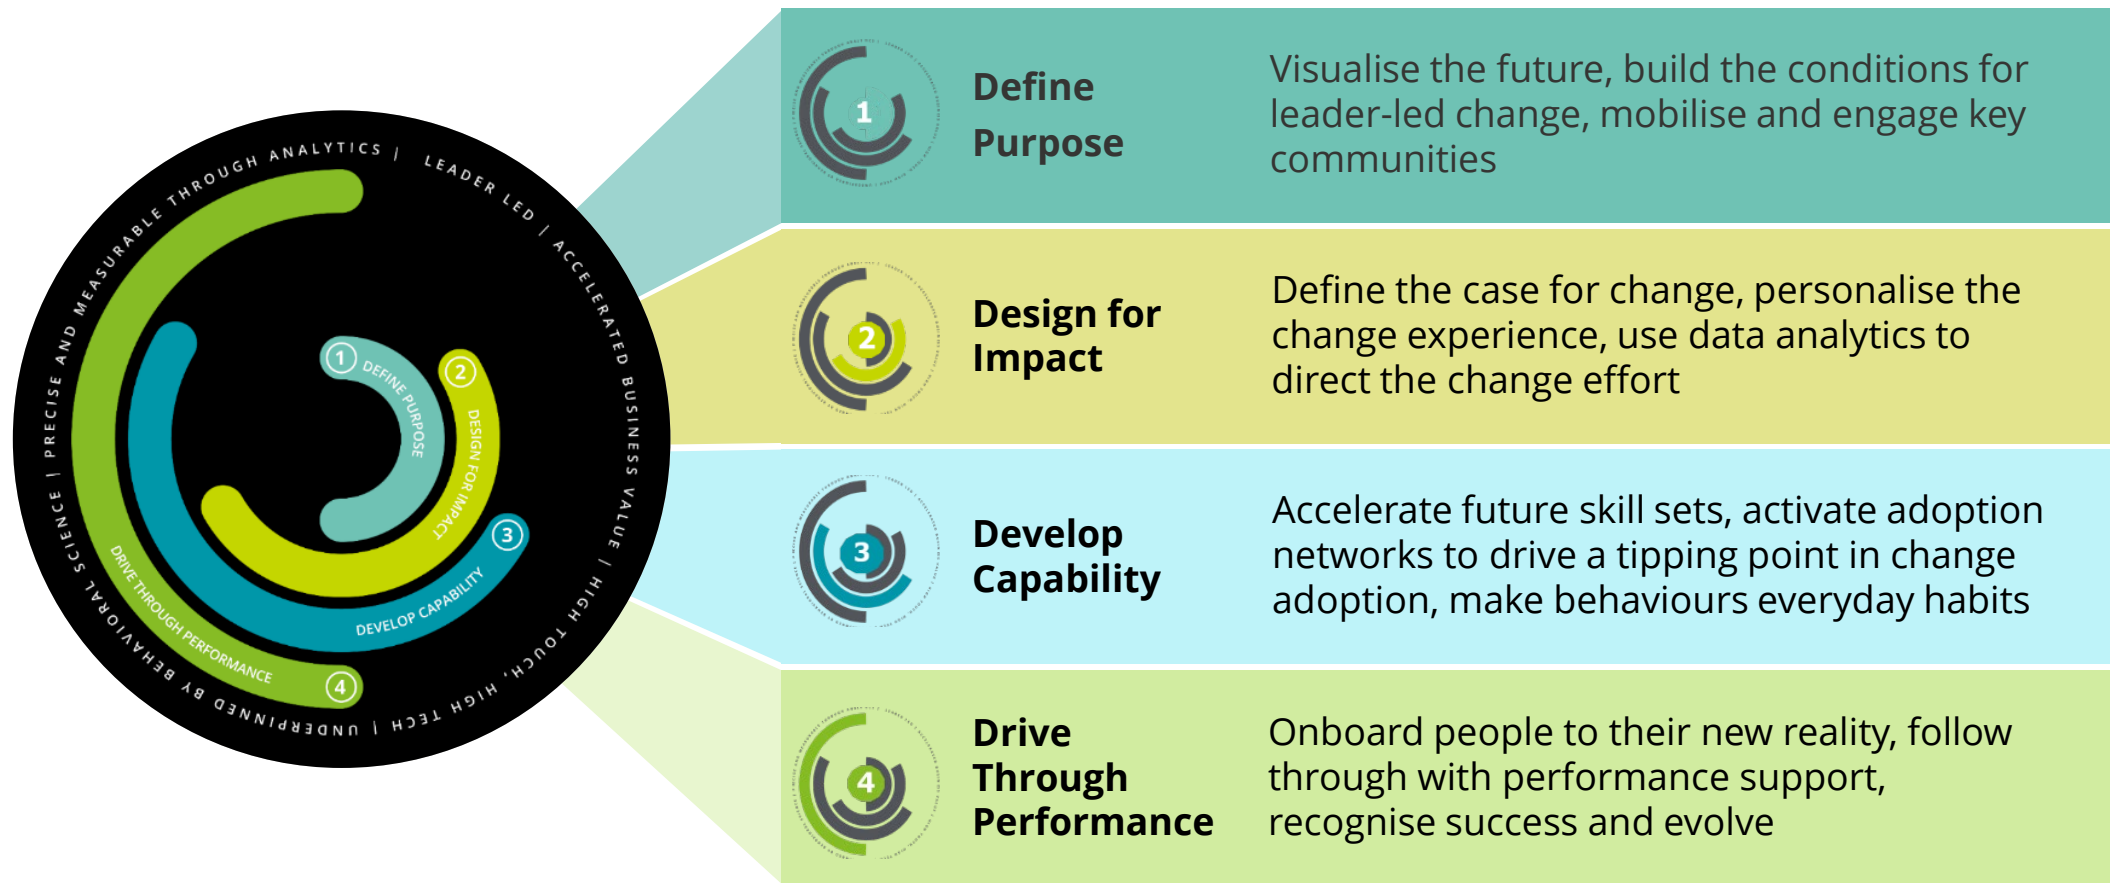 PRECISE AND MEASURABLE THROUGH ANALYTICS | LEADER LED | ACCELERATED BUSINESS VALUE | HIGH TOUCH, HIGH TECH | UNDERPINNED BY BEHAVIORAL SCIENCE |
1 DEFINE PURPOSE
2 DESIGN FOR IMPACT
3 DEVELOP CAPABILITY
4 DRIVE THROUGH PERFORMANCE
1
Define
Purpose
Visualise the future, build the conditions for
leader-led change, mobilise and engage key
communities
2
Design for
Impact
Define the case for change, personalise the
change experience, use data analytics to
direct the change effort
3
Develop
Capability
Accelerate future skill sets, activate adoption
networks to drive a tipping point in change
adoption, make behaviours everyday habits
4
Drive
Through
Performance
Onboard people to their new reality, follow
through with performance support,
recognise success and evolve